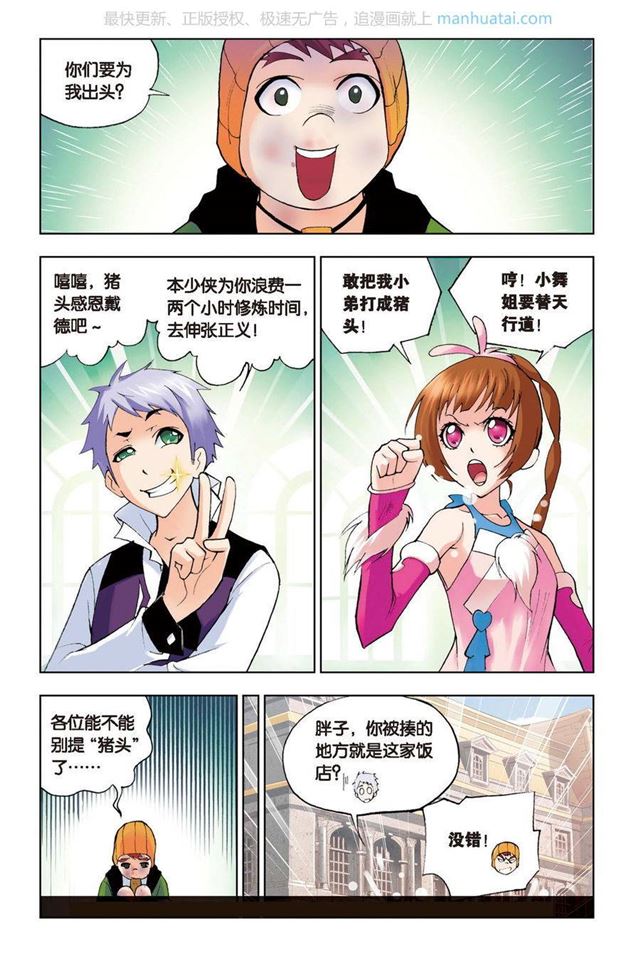 最快更新、正版授权、极速无广告，追漫画就上 manhuatai.com
你们要为
我出头？
嘻嘻，猪
头感恩戴
德吧～
本少侠为你浪费一
两个小时修炼时间，
去伸张正义！
敢把我小
弟打成猪
头！
哼！小舞
姐要替天
行道！
各位能不能
别提“猪头”
了……
胖子，你被揍的
地方就是这家饭
店？
没错！